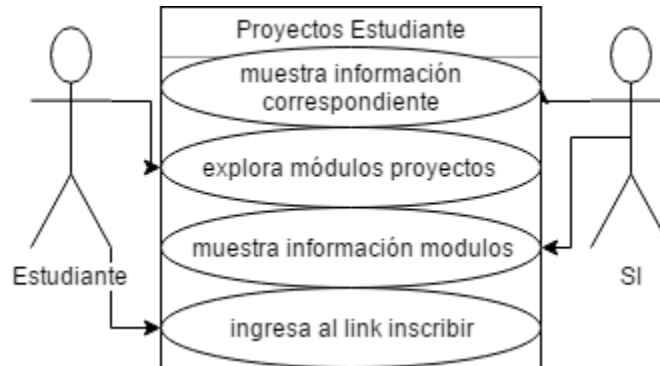 Proyectos Estudiante
muestra información
correspondiente
explora módulos proyectos
muestra información modulos
Estudiante
SI
ingresa al link inscribir